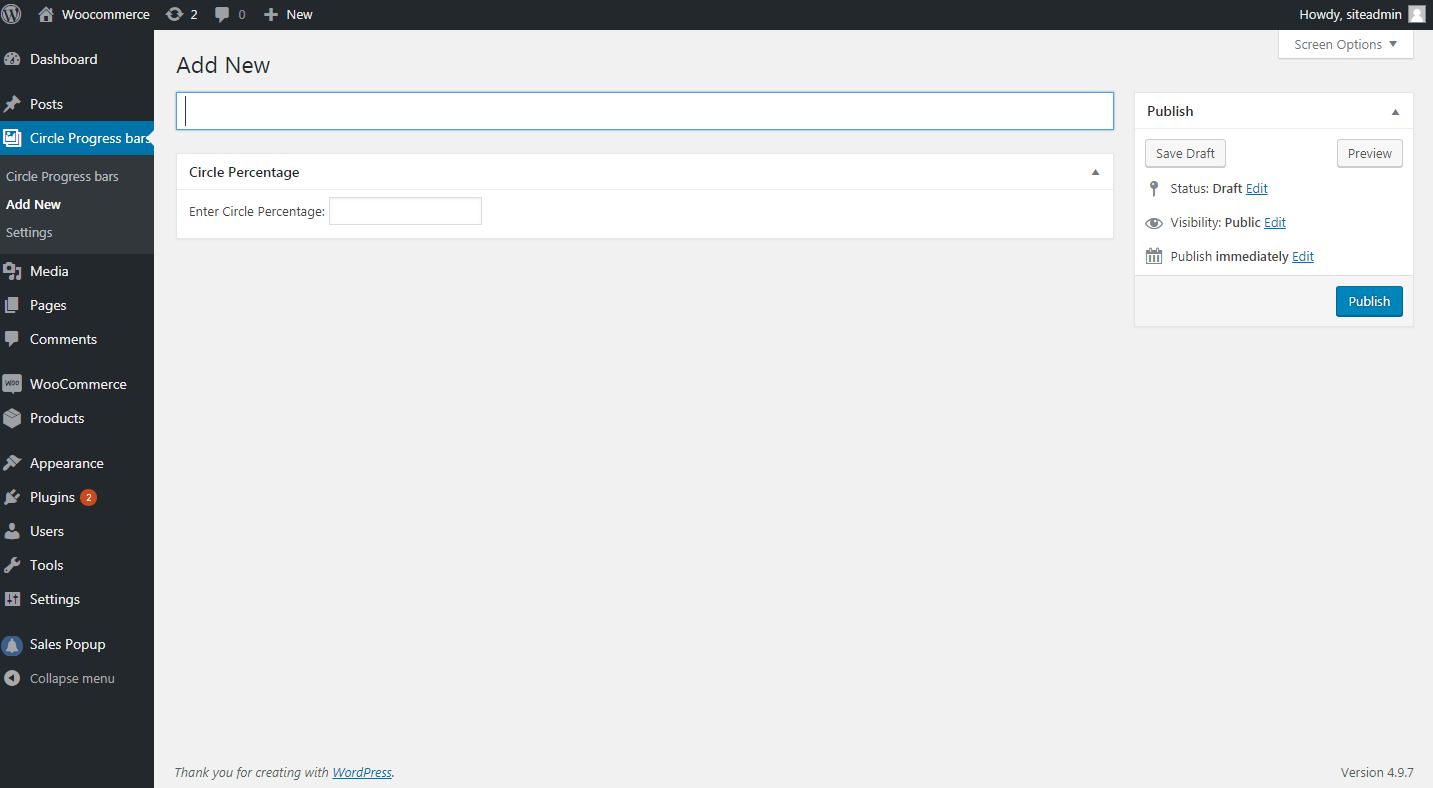 Woocommerce 2 0 New Howdy, siteadmin
Screen Options
Dashboard
Posts
Circle Progress bars
Circle Progress bars
Add New
Settings
Media
Pages
Comments
WooCommerce
Products
Appearance
Plugins 2
Users
Tools
Settings
Sales Popup
Collapse menu
Add New
Circle Percentage
Enter Circle Percentage:
Publish
Save Draft Preview
Status: Draft Edit
Visibility: Public Edit
Publish immediately Edit
Publish
Thank you for creating with WordPress. Version 4.9.7